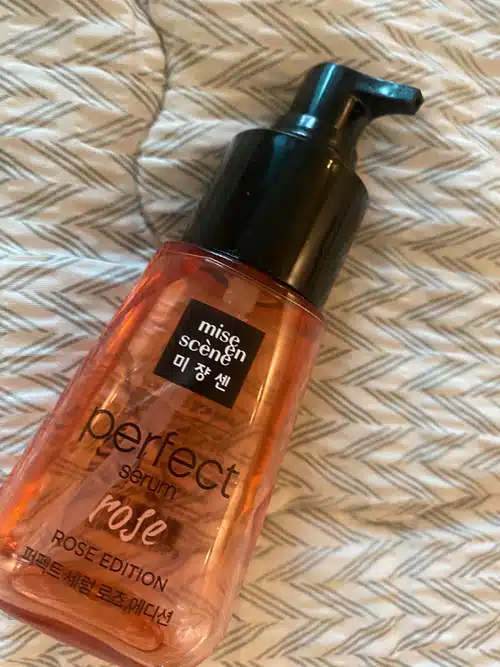 mise
en
scène
미쟝센
perfect
serum
rose
ROSE EDITION
퍼펙트 세럼 로즈 에디션